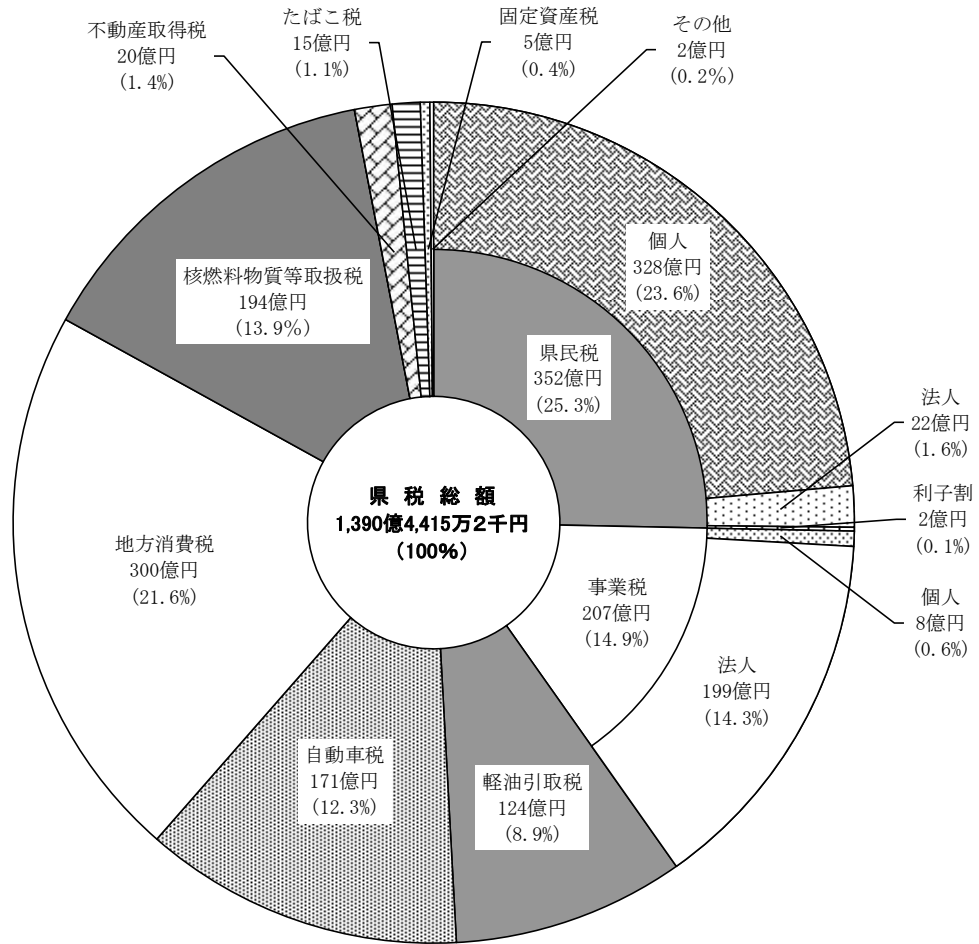 不動産取得税
20億円
(1.4%)
たばこ税
15億円
(1.1%)
固定資産税
5億円
(0.4%)
その他
2億円
(0.2%)
個人
328億円
(23.6%)
核燃料物質等取扱税
194億円
(13.9%)
県民税
352億円
(25.3%)
法人
22億円
(1.6%)
利子割
2億円
(0.1%)
県 税 総 額
1,390億4,415万2千円
(100%)
地方消費税
300億円
(21.6%)
事業税
207億円
(14.9%)
個人
8億円
(0.6%)
法人
199億円
(14.3%)
自動車税
171億円
(12.3%)
軽油引取税
124億円
(8.9%)